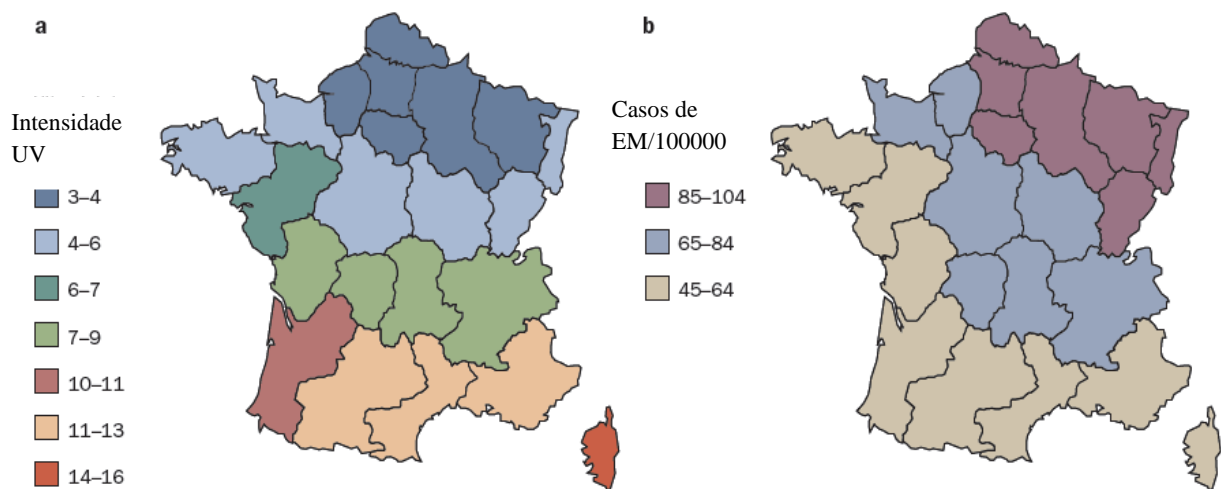 a
Intensidade
UV
3–4
4–6
6–7
7–9
10–11
11–13
14–16
b
Casos de
EM/100000
85–104
65–84
45–64